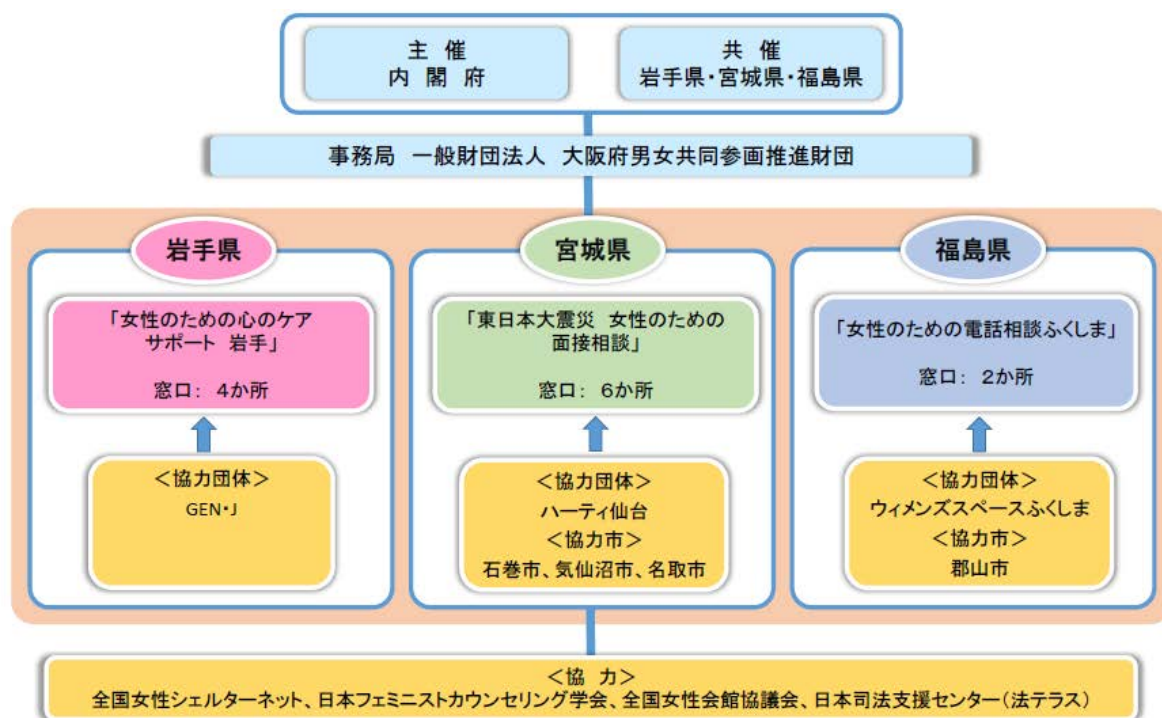 主 催
内 閣 府
共 催
岩手県・宮城県・福島県
事務局 一般財団法人 大阪府男女共同参画推進財団
岩手県
「女性のための心のケア
サポート 岩手」
窓口: 4か所
<協力団体>
GEN・J
宮城県
「東日本大震災 女性のための
面接相談」
窓口: 6か所
<協力団体>
ハーティ仙台
<協力市>
石巻市、気仙沼市、名取市
福島県
「女性のための電話相談ふくしま」
窓口: 2か所
<協力団体>
ウィメンズスペースふくしま
<協力市>
郡山市
<協 力>
全国女性シェルターネット、日本フェミニストカウンセリング学会、全国女性会館協議会、日本司法支援センター(法テラス)